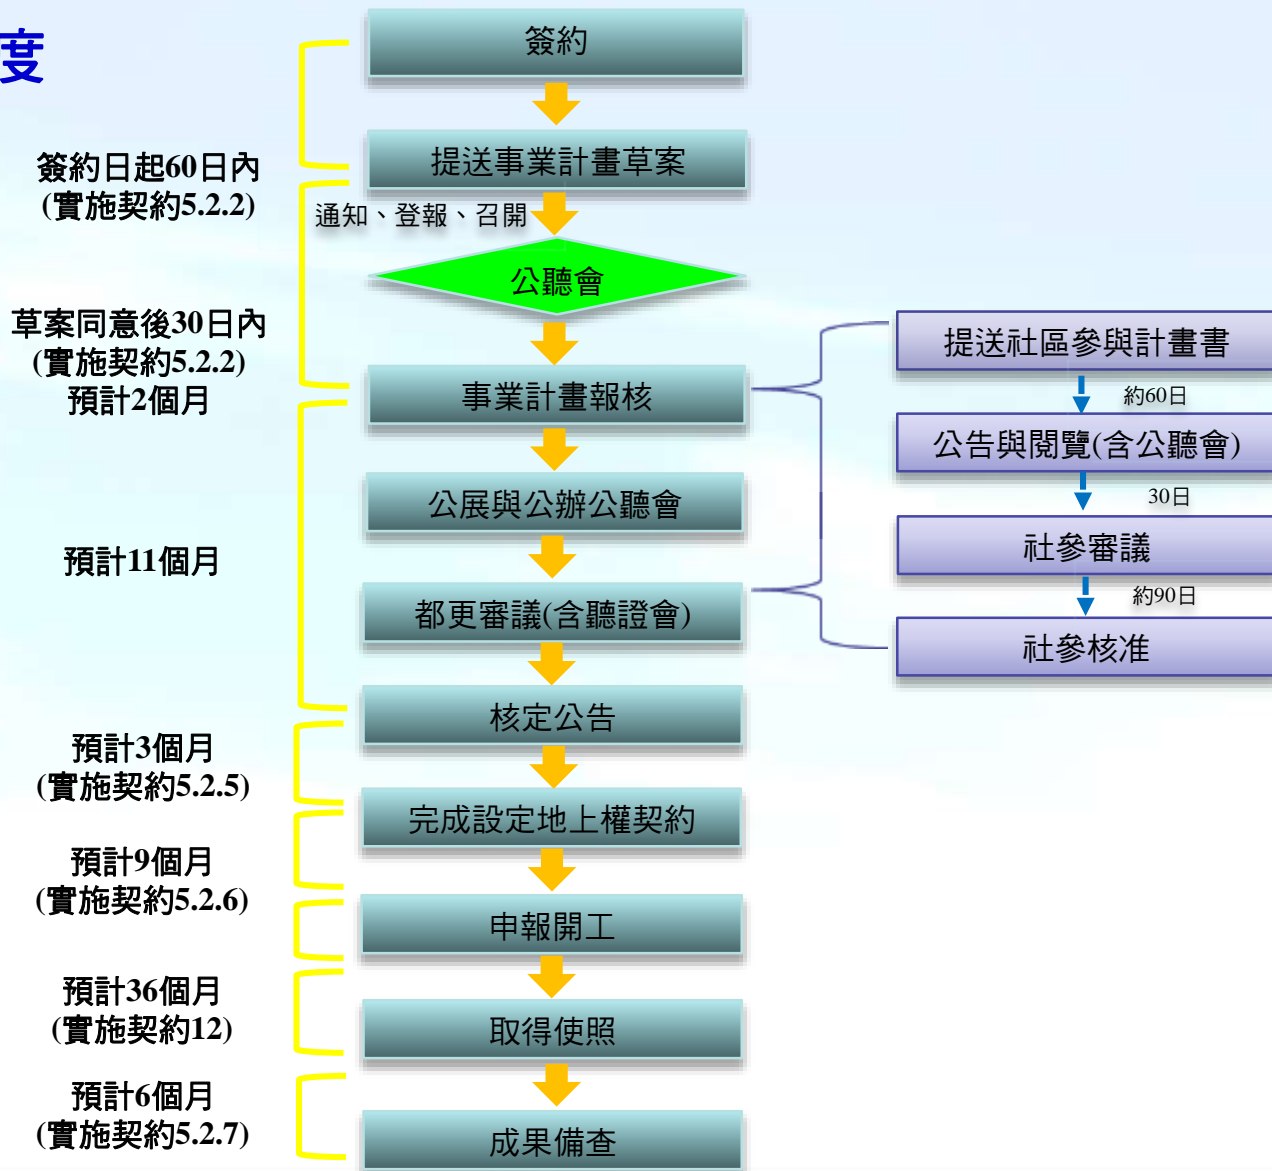 度
簽約
提送事業計畫草案
簽約日起60日內
(實施契約5.2.2)
通知、登報、召開
公聽會
草案同意後30日內
(實施契約5.2.2)
預計2個月
事業計畫報核
公展與公辦公聽會
預計11個月
都更審議(含聽證會)
核定公告
預計3個月
(實施契約5.2.5)
完成設定地上權契約
預計9個月
(實施契約5.2.6)
申報開工
預計36個月
(實施契約12)
取得使照
預計6個月
(實施契約5.2.7)
成果備查
提送社區參與計畫書
約60日
公告與閱覽(含公聽會)
30日
社參審議
約90日
社參核准